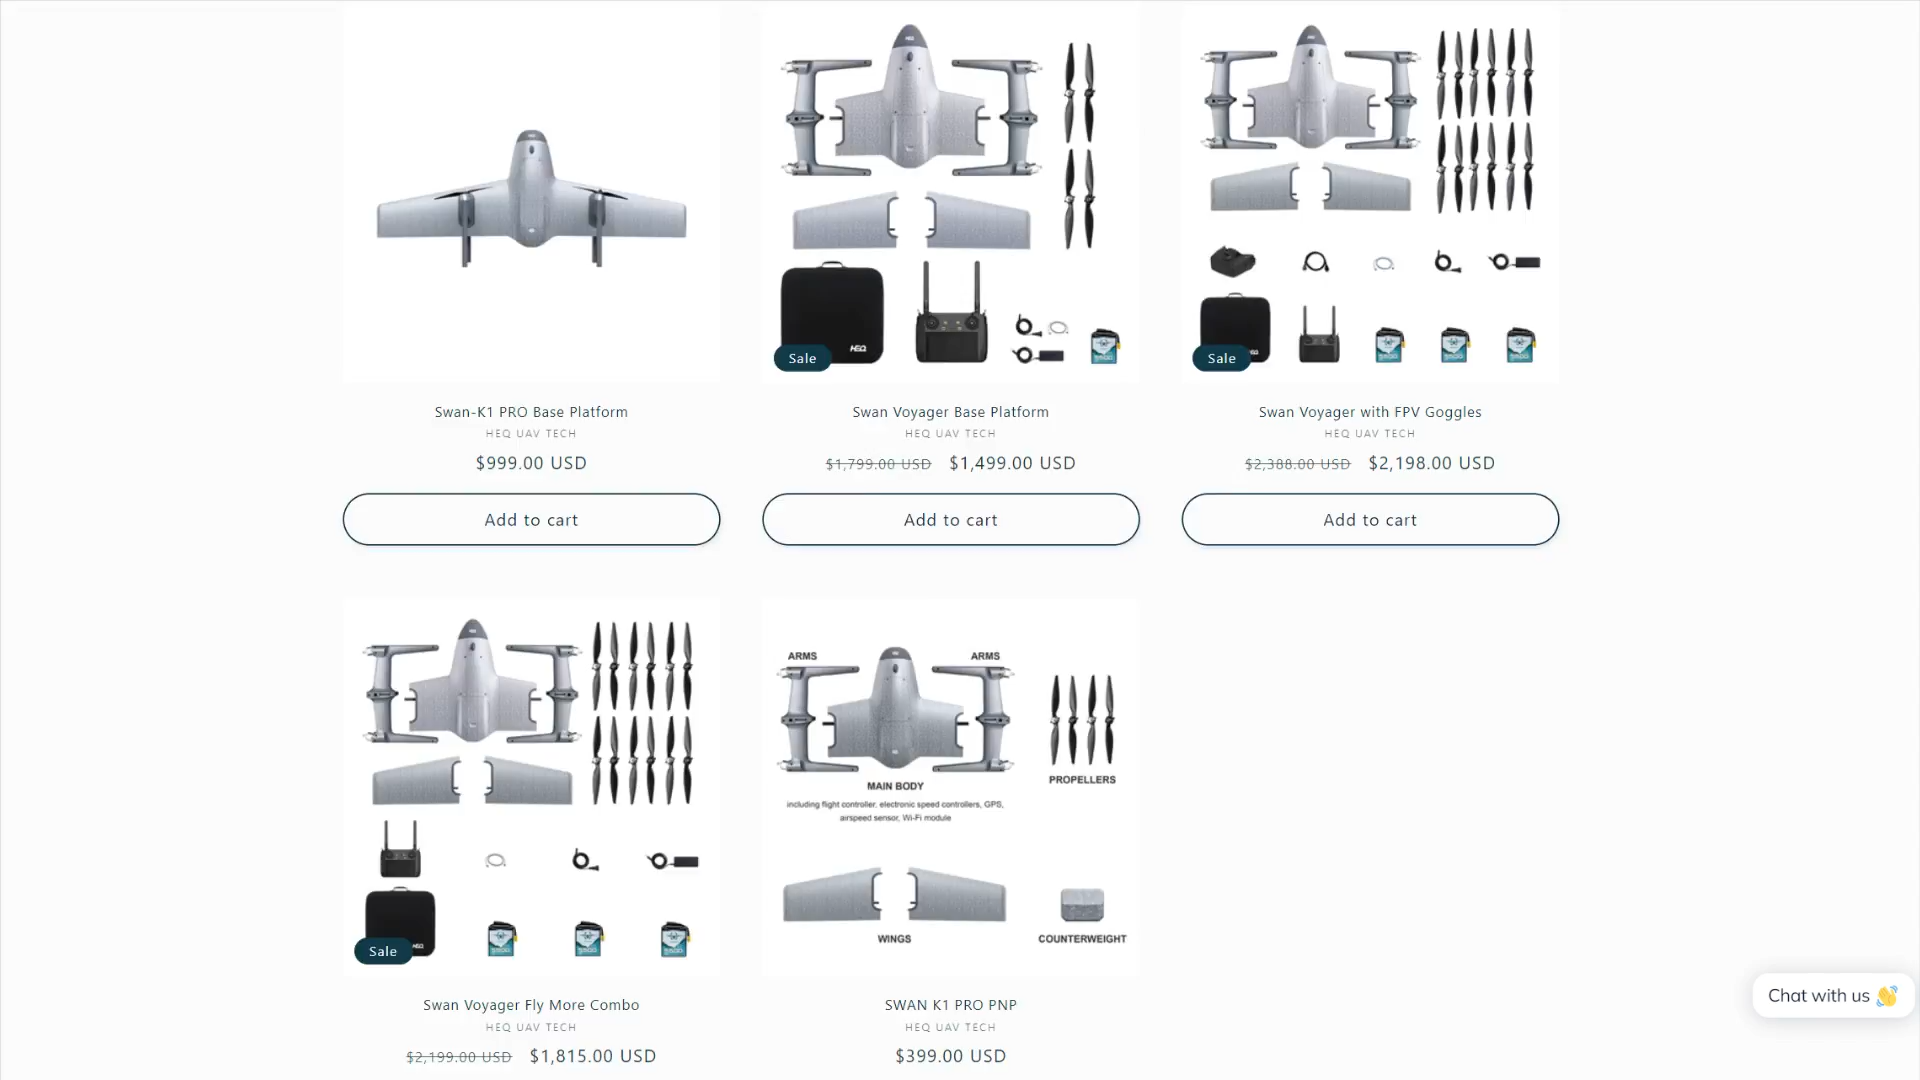 HEQ
Sale
HEQ
Sale
Swan-K1 PRO Base Platform
HEQ UAV TECH
$999.00 USD
Add to cart
Swan Voyager Base Platform
HEQ UAV TECH
$1,799.00 USD $1,499.00 USD
Add to cart
Swan Voyager with FPV Goggles
HEQ UAV TECH
$2,388.00 USD $2,198.00 USD
Add to cart
HEQ
Sale
Swan Voyager Fly More Combo
HEQ UAV TECH
$2,199.00 USD $1,815.00 USD
ARMS
ARMS
MAIN BODY
including flight controller, electronic speed controllers, GPS,
airspeed sensor, Wi-Fi module
PROPELLERS
WINGS
COUNTERWEIGHT
SWAN K1 PRO PNP
HEQ UAV TECH
$399.00 USD
Chat with us 👋